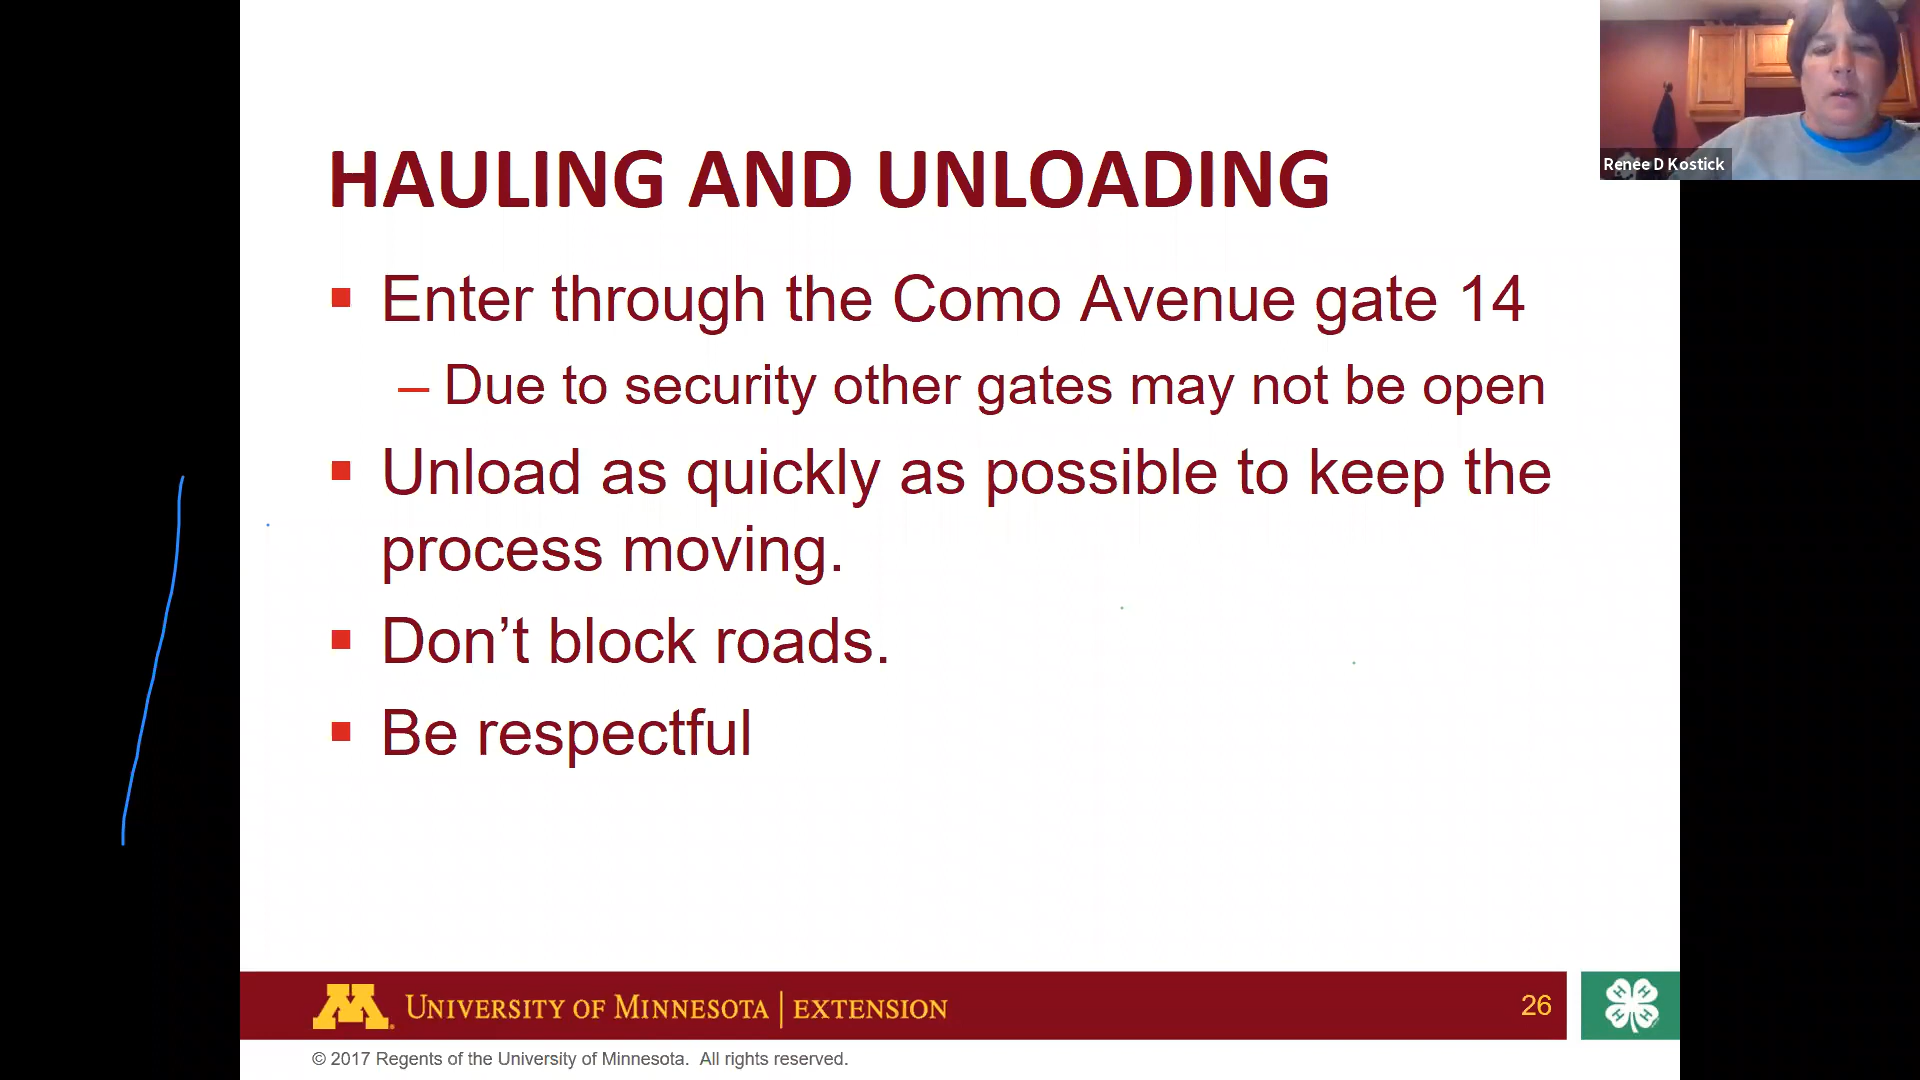 Renee D Kostick
HAULING AND UNLOADING
▪ Enter through the Como Avenue gate 14
– Due to security other gates may not be open
▪ Unload as quickly as possible to keep the
process moving.
▪ Don’t block roads.
▪ Be respectful
M
UNIVERSITY OF MINNESOTA | EXTENSION
26
H H H H
© 2017 Regents of the University of Minnesota. All rights reserved.